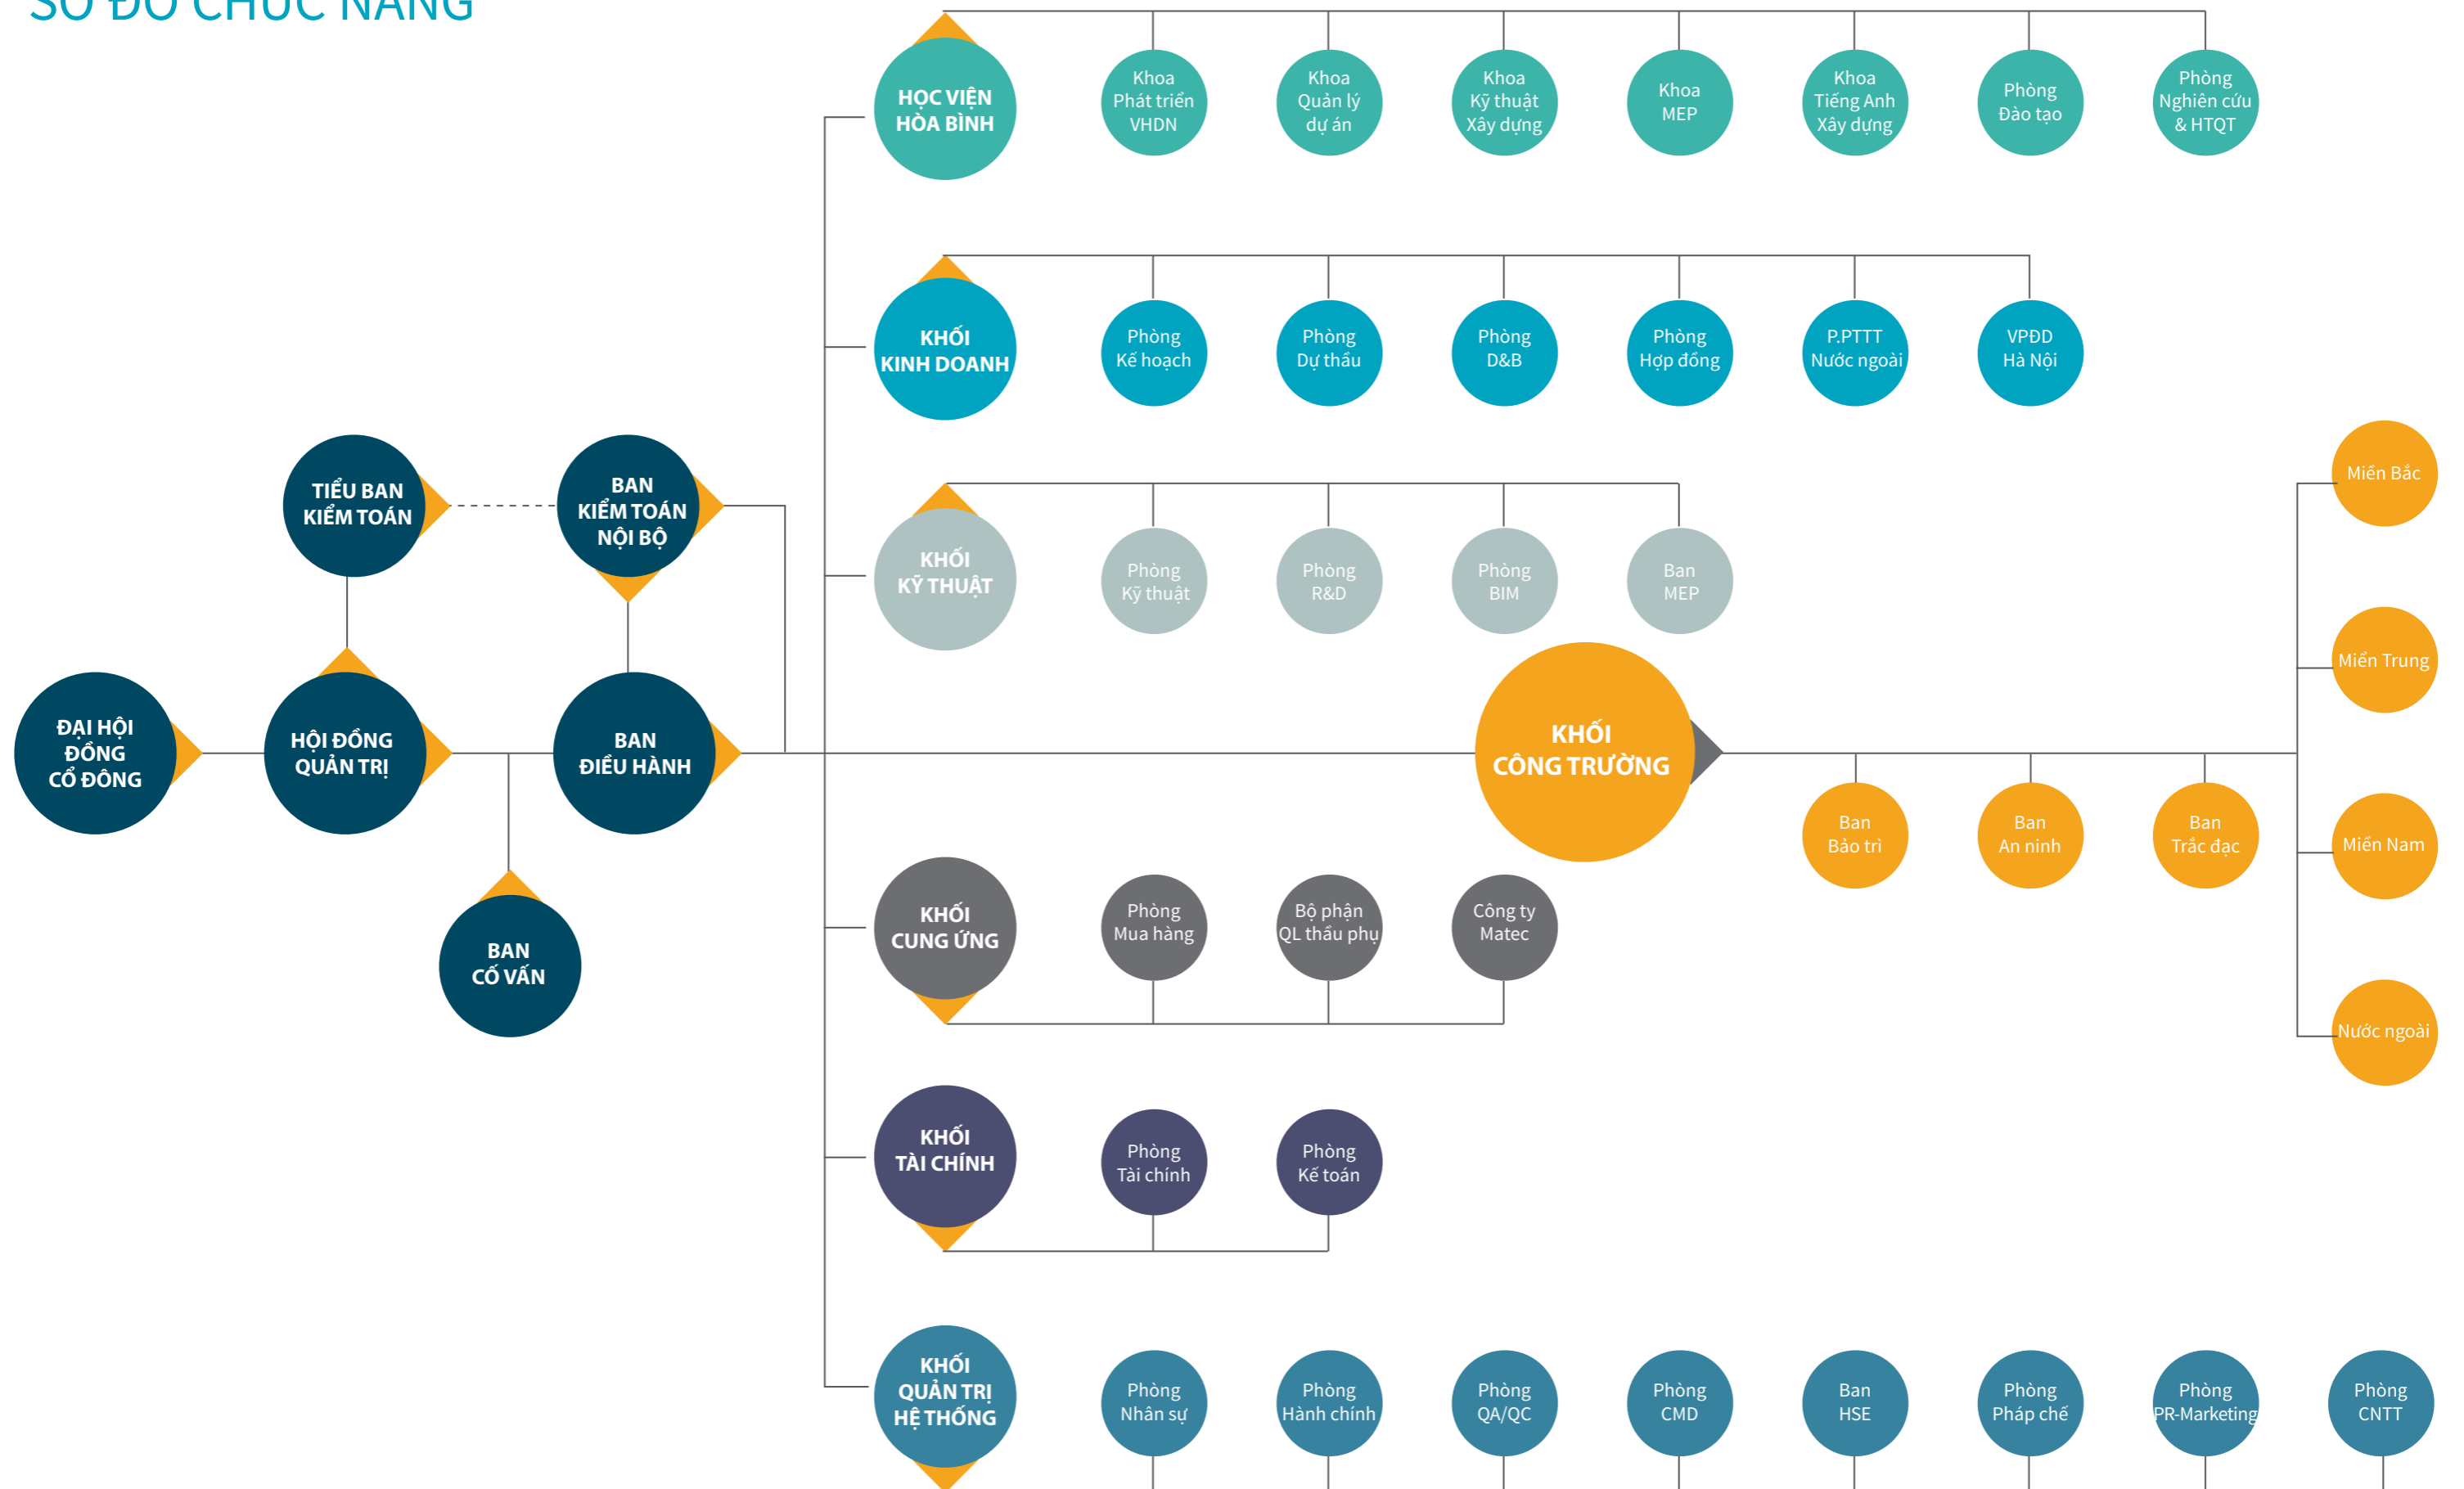 SƠ ĐỒ CHỨC NĂNG
HỌC VIỆN
HÒA BÌNH
Khoa
Phát triển
VHDN
Khoa
Quản lý
dự án
Khoa
Kỹ thuật
Xây dựng
Khoa
MEP
Khoa
Tiếng Anh
Xây dựng
Phòng
Đào tạo
Phòng
Nghiên cứu
& HTQT
KHỐI
KINH DOANH
Phòng
Kế hoạch
Phòng
Dự thầu
Phòng
D&B
Phòng
Hợp đồng
P.PTTT
Nước ngoài
VPĐD
Hà Nội
TIỂU BAN
KIỂM TOÁN
BAN
KIỂM TOÁN
NỘI BỘ
KHỐI
KỸ THUẬT
Phòng
Kỹ thuật
Phòng
R&D
Phòng
BIM
Ban
MEP
ĐẠI HỘI
ĐỒNG
CỔ ĐÔNG
HỘI ĐỒNG
QUẢN TRỊ
BAN
ĐIỀU HÀNH
BAN
CỐ VẤN
KHỐI
CÔNG TRƯỜNG
Ban
Bảo trì
Ban
An ninh
Ban
Trắc đạc
Miền Bắc
Miền Trung
Miền Nam
Nước ngoài
KHỐI
CUNG ỨNG
Phòng
Mua hàng
Bộ phận
QL thầu phụ
Công ty
Matec
KHỐI
TÀI CHÍNH
Phòng
Tài chính
Phòng
Kế toán
KHỐI
QUẢN TRỊ
HỆ THỐNG
Phòng
Nhân sự
Phòng
Hành chính
Phòng
QA/QC
Phòng
CMD
Ban
HSE
Phòng
Pháp chế
Phòng
PR-Marketing
Phòng
CNTT